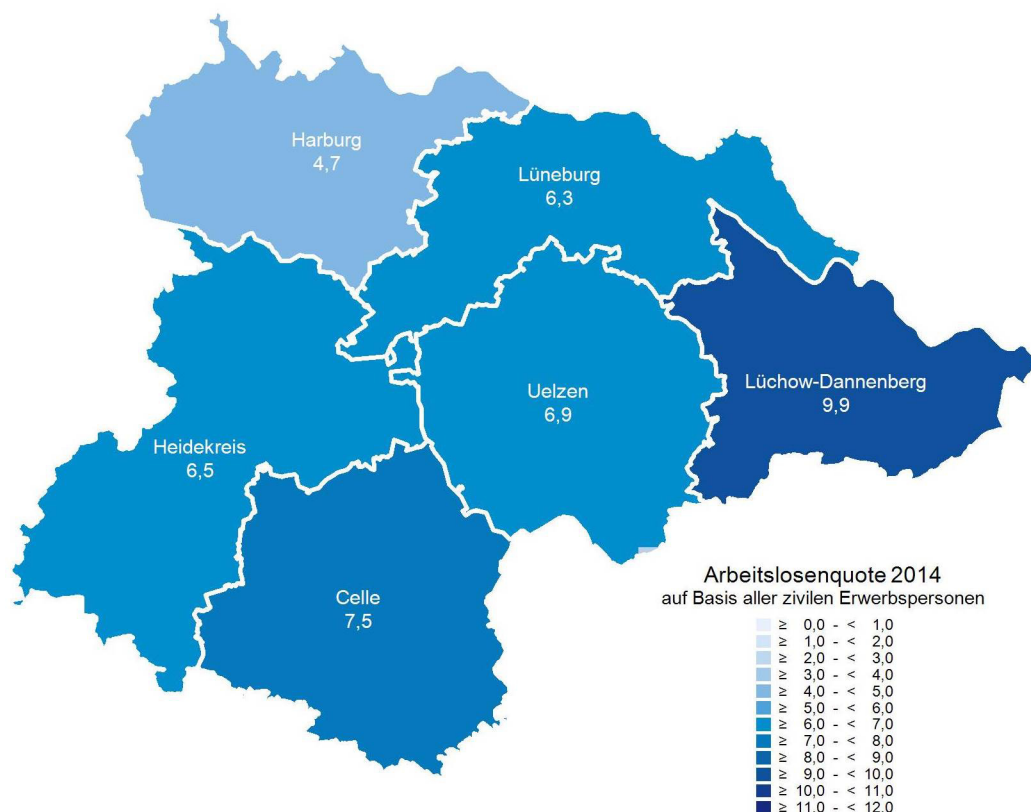 Harburg
4,7
Lüneburg
6,3
Uelzen
6,9
Lüchow-Dannenberg
9,9
Heidekreis
6,5
Celle
7,5
Arbeitslosenquote 2014
auf Basis aller zivilen Erwerbspersonen
≥ 0,0 - < 1,0
≥ 1,0 - < 2,0
≥ 2,0 - < 3,0
≥ 3,0 - < 4,0
≥ 4,0 - < 5,0
≥ 5,0 - < 6,0
≥ 6,0 - < 7,0
≥ 7,0 - < 8,0
≥ 8,0 - < 9,0
≥ 9,0 - < 10,0
≥ 10,0 - < 11,0
≥ 11,0 - < 12,0